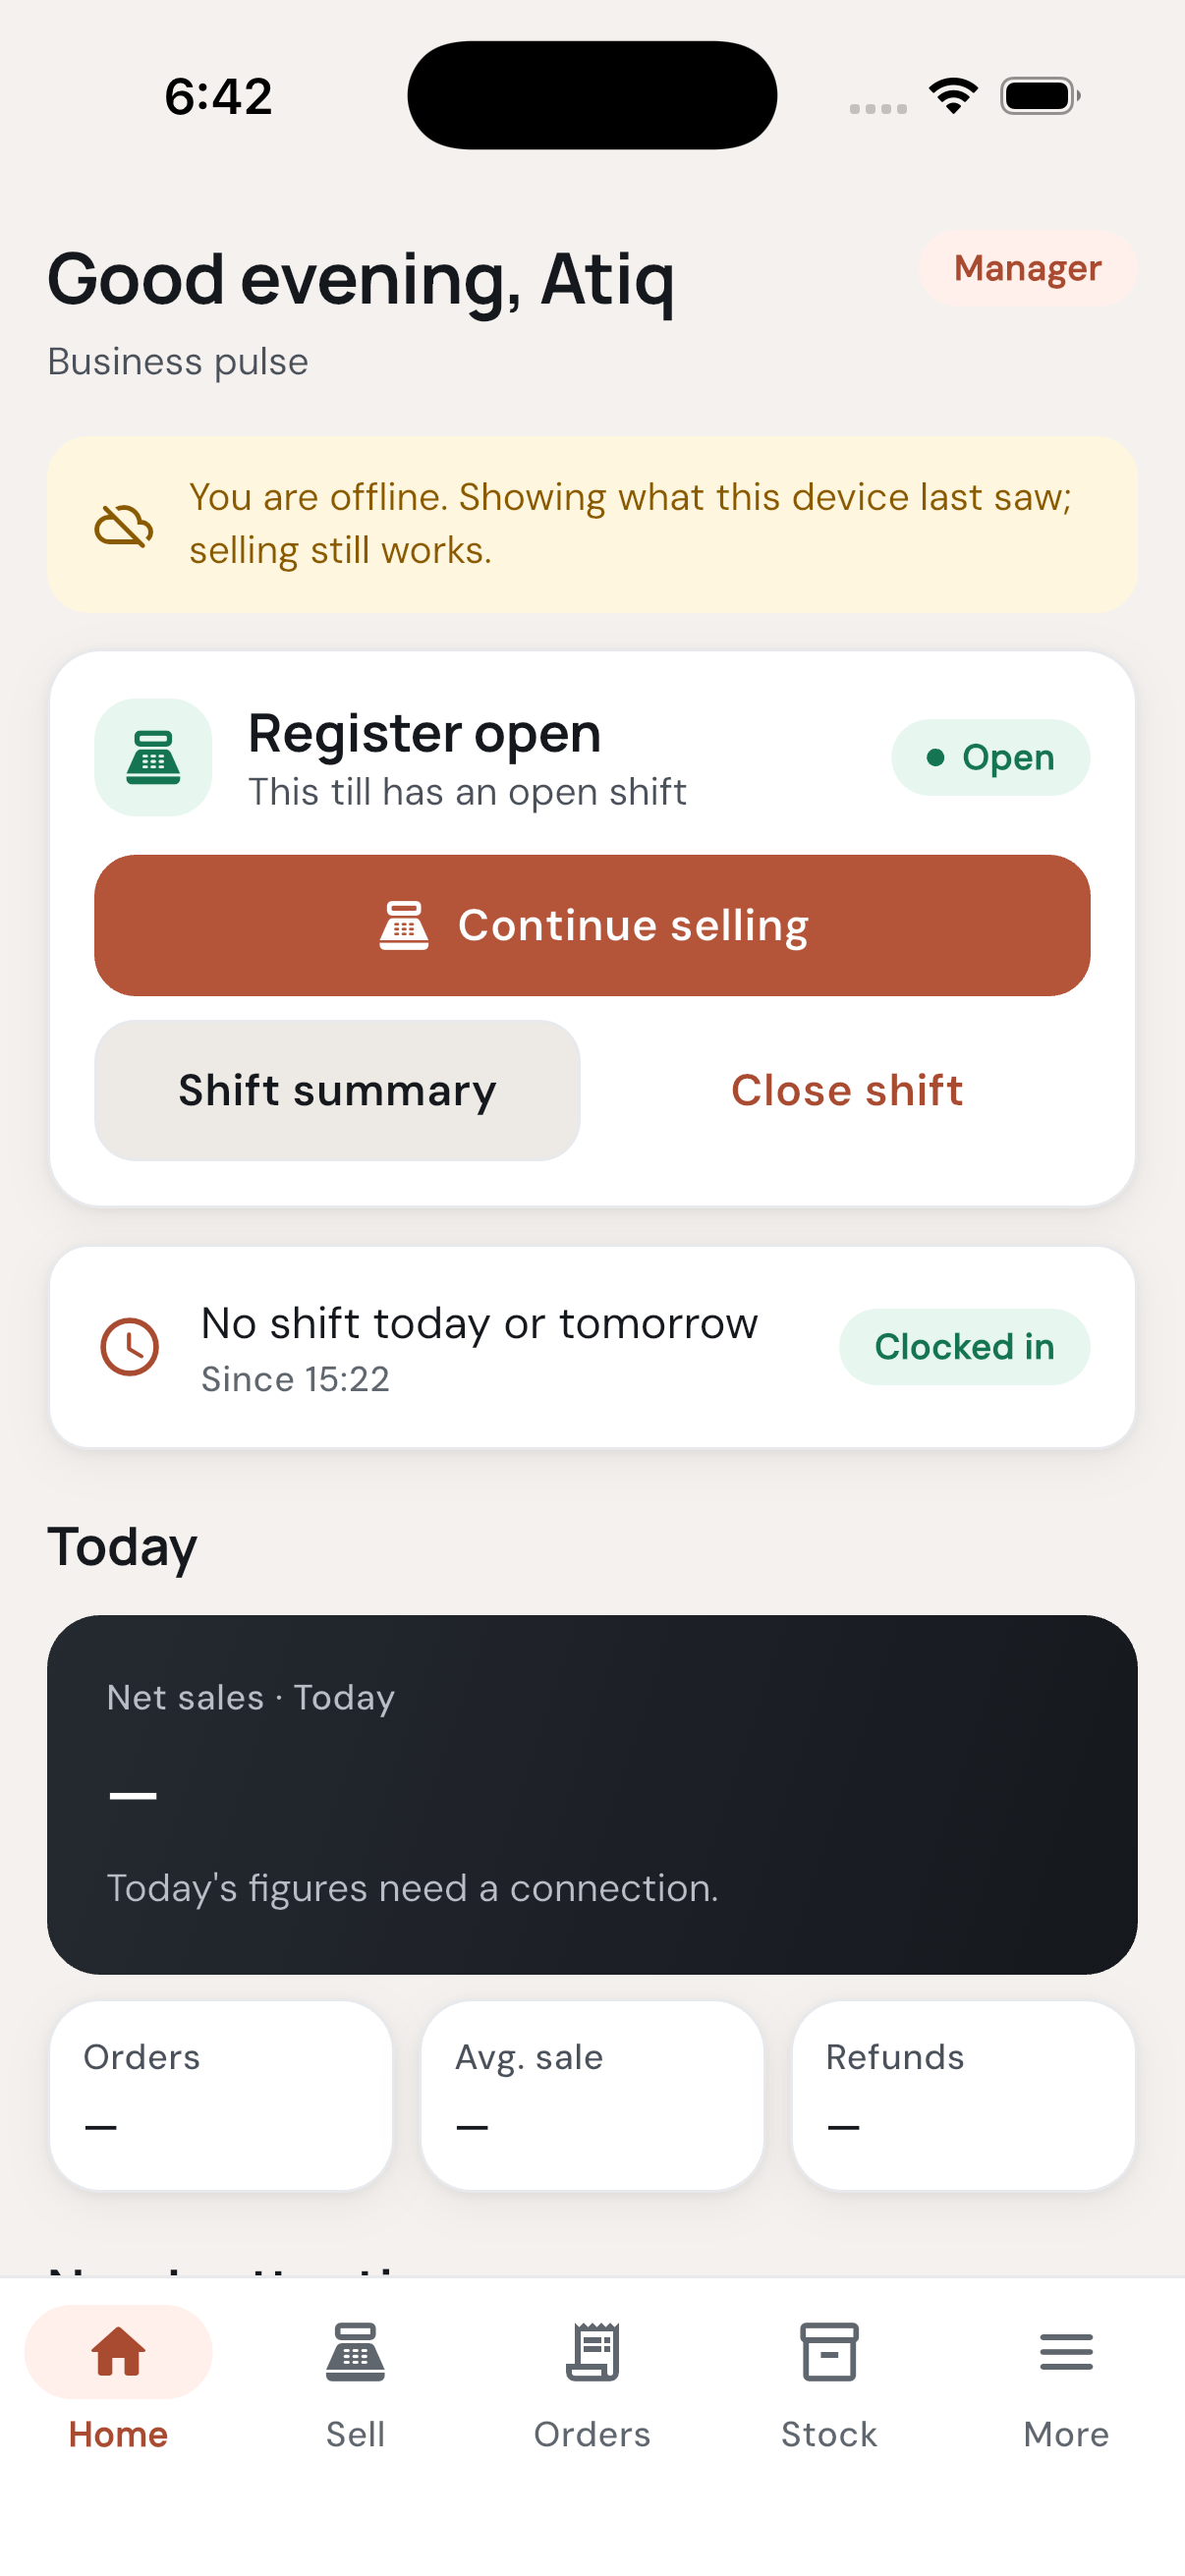 6:42
Good evening, Atiq
Manager
Business pulse
You are offline. Showing what this device last saw;
selling still works.
Register open
This till has an open shift
Open
Continue selling
Shift summary
Close shift
No shift today or tomorrow
Since 15:22
Clocked in
Today
Net sales · Today
—
Today's figures need a connection.
Orders
—
Avg. sale
—
Refunds
—
Home
Sell
Orders
Stock
More